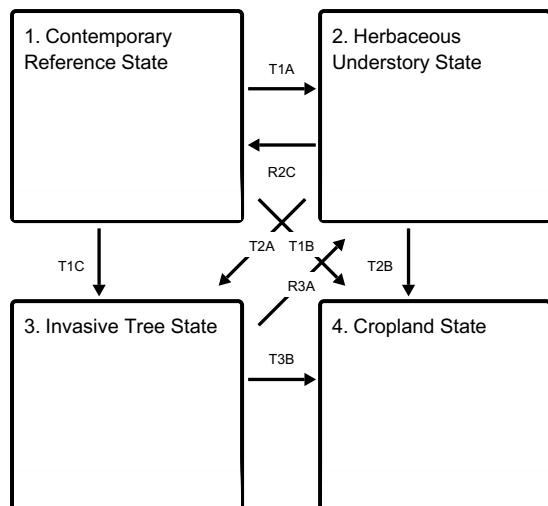 1. Contemporary
Reference State
2. Herbaceous
Understory State
T1A
R2C
T2A
T1B
T1C
T2B
R3A
3. Invasive Tree State
4. Cropland State
T3B